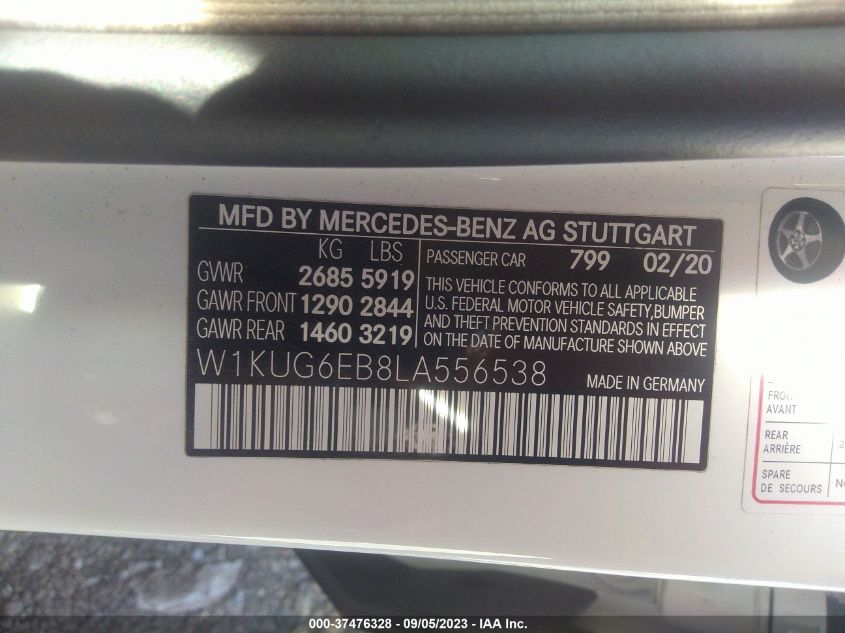 MFD BY MERCEDES-BENZ AG STUTTGART
KG LBS
GVWR 2685 5919
GAWR FRONT 1290 2844
GAWR REAR 1460 3219
PASSENGER CAR 799 02/20
THIS VEHICLE CONFORMS TO ALL APPLICABLE
U.S. FEDERAL MOTOR VEHICLE SAFETY,BUMPER
AND THEFT PREVENTION STANDARDS IN EFFECT
ON THE DATE OF MANUFACTURE SHOWN ABOVE
W1KUG6EB8LA556538
MADE IN GERMANY
AVANT
REAR
ARRIÈRE
SPARE
DE SECOURS
000-37476328 - 09/05/2023 - IAA Inc.